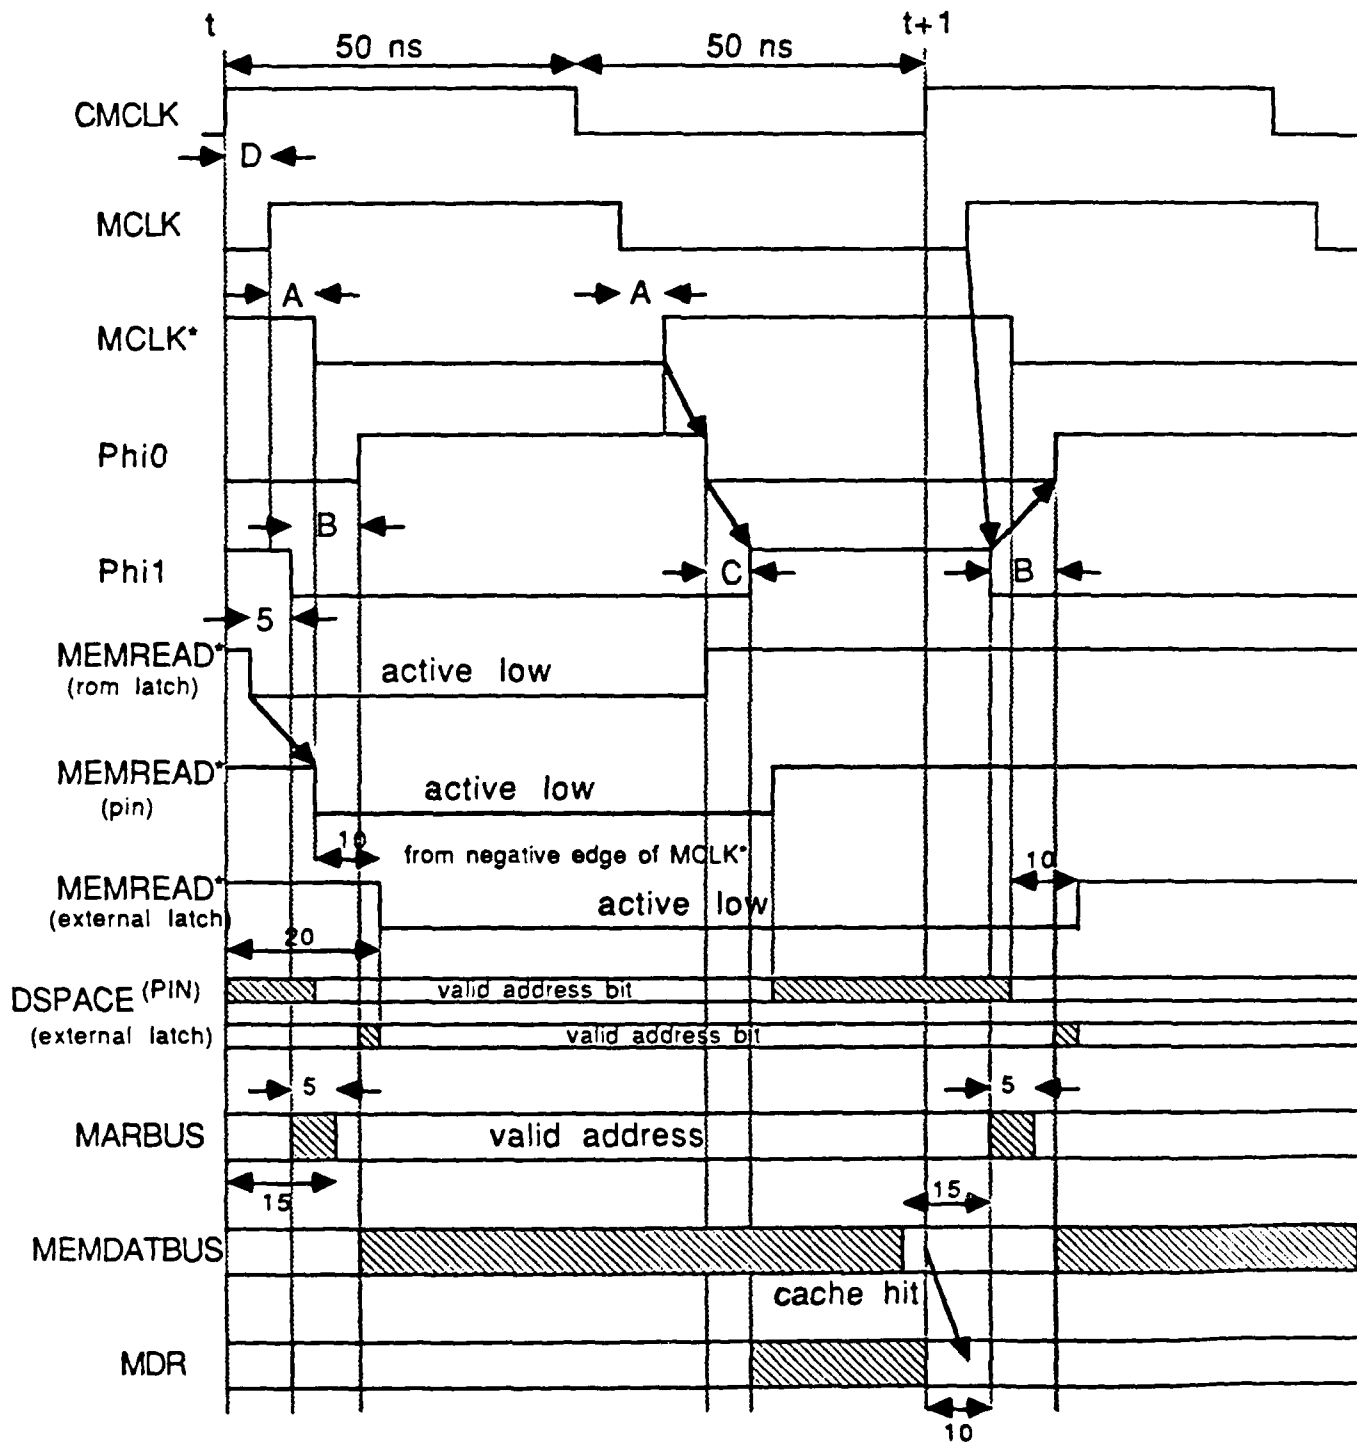 t
t+1
50 ns
50 ns
CMCLK
D
MCLK
A
A
MCLK*
Phi0
B
Phi1
C
B
5
MEMREAD*
(rom latch)
active low
MEMREAD*
(pin)
active low
10
from negative edge of MCLK*
10
MEMREAD*
(external latch)
active low
20
DSPACE (PIN)
valid address bit
(external latch)
valid address bit
5
5
MARBUS
valid address
15
15
MEMDATBUS
cache hit
MDR
10